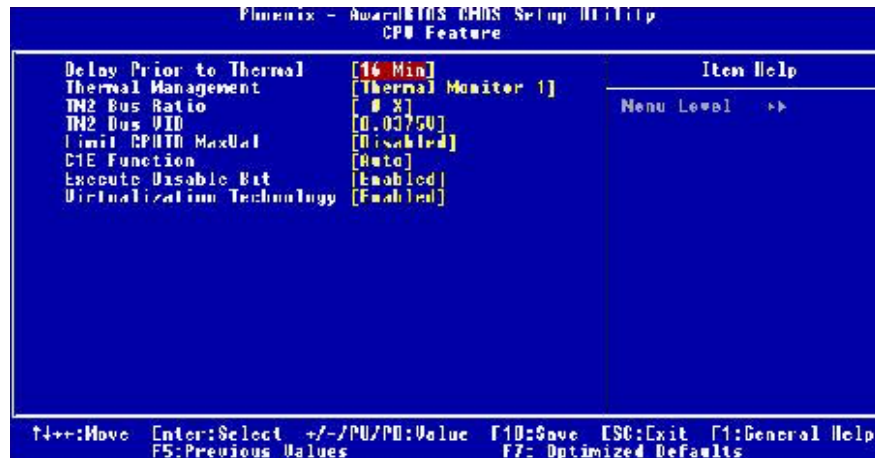 Phoenix - AwardBIOS CMOS Setup Utility
CPU Feature
Delay Prior to Thermal [16 Min]
Thermal Management [Thermal Monitor 1]
TM2 Bus Ratio [ 0 X]
TM2 Bus VID [0.8375V]
Limit CPUID MaxVal [Disabled]
C1E Function [Auto]
Execute Disable Bit [Enabled]
Virtualization Technology [Enabled]
Item Help
Menu Level ▸▸
↑↓→←:Move Enter:Select +/-/PU/PD:Value F10:Save ESC:Exit F1:General Help
F5:Previous Values F7: Optimized Defaults